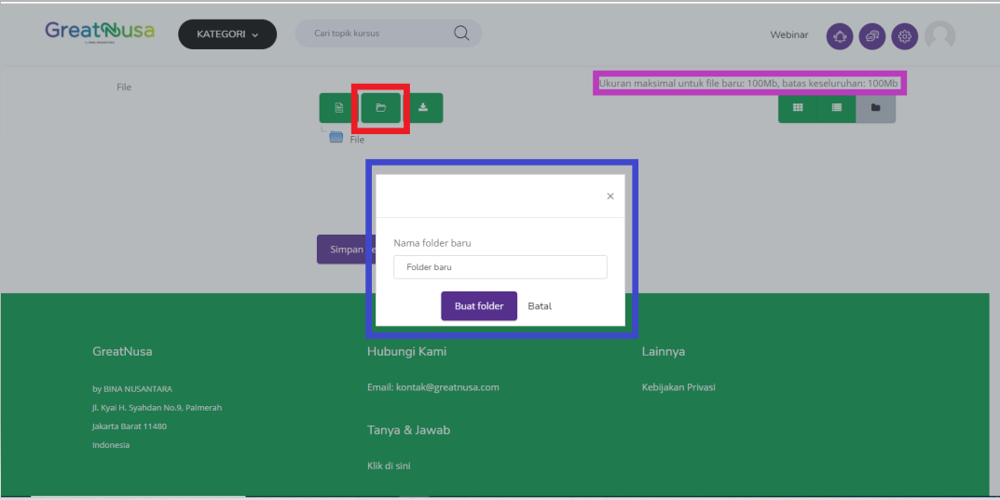 GreatNusa
KATEGORI
Cari topik kursus
Webinar
File
Ukuran maksimal untuk file baru: 100Mb, batas keseluruhan: 100Mb
File
Nama folder baru
Folder baru
Simpan
Buat folder
Batal
GreatNusa
Hubungi Kami
Lainnya
by BINA NUSANTARA
Jl. Kyai H. Syahdan No.9, Palmerah
Jakarta Barat 11480
Indonesia
Email: kontak@greatnusa.com
Kebijakan Privasi
Tanya & Jawab
Klik di sini